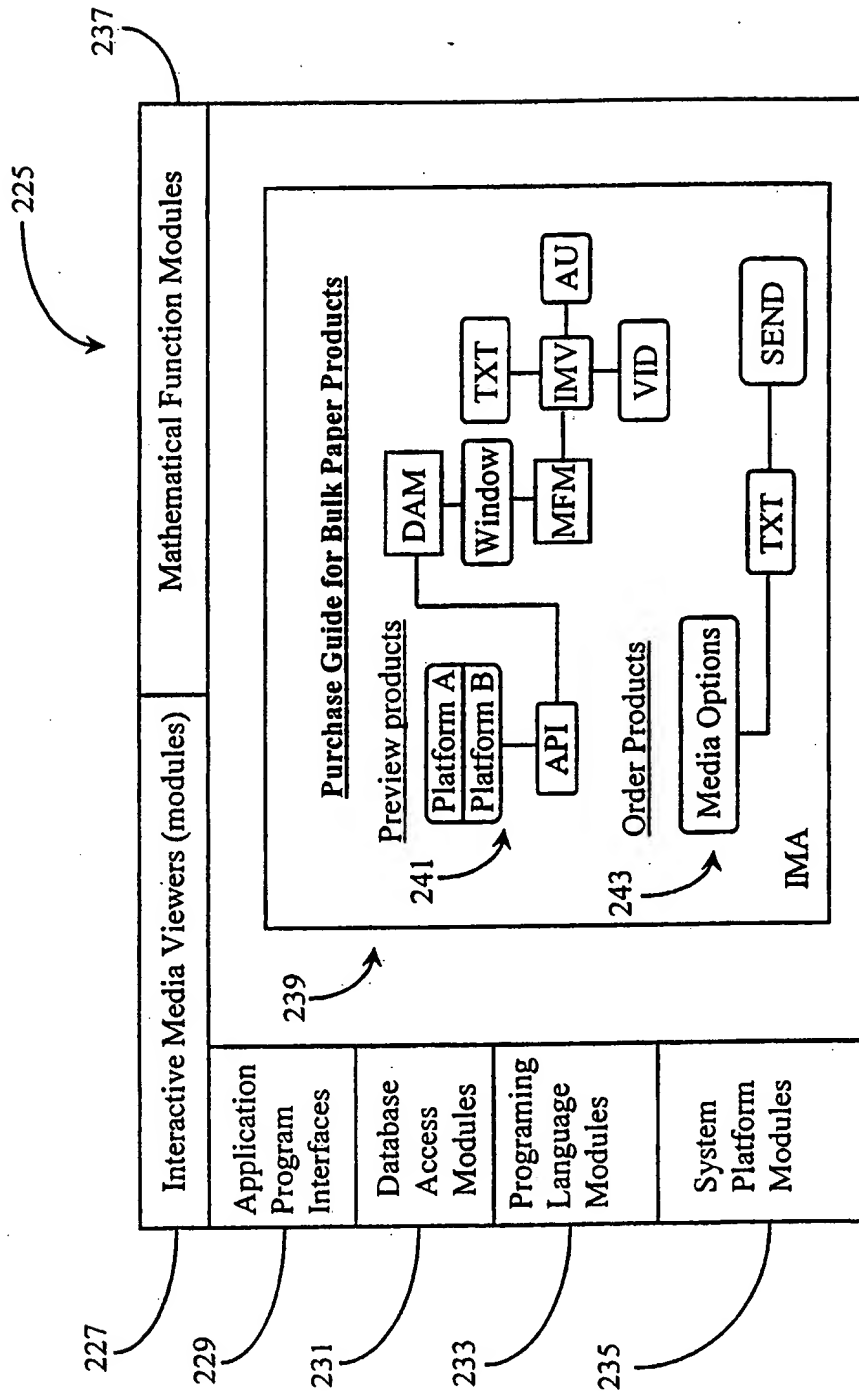 225
237
227
Interactive Media Viewers (modules)
Mathematical Function Modules
229
Application
Program
Interfaces
231
Database
Access
Modules
233
Programing
Language
Modules
235
System
Platform
Modules
239
Purchase Guide for Bulk Paper Products
Preview products
241
Platform A
Platform B
API
DAM
Window
MFM
TXT
IMV
AU
VID
Order Products
243
Media Options
TXT
SEND
IMA